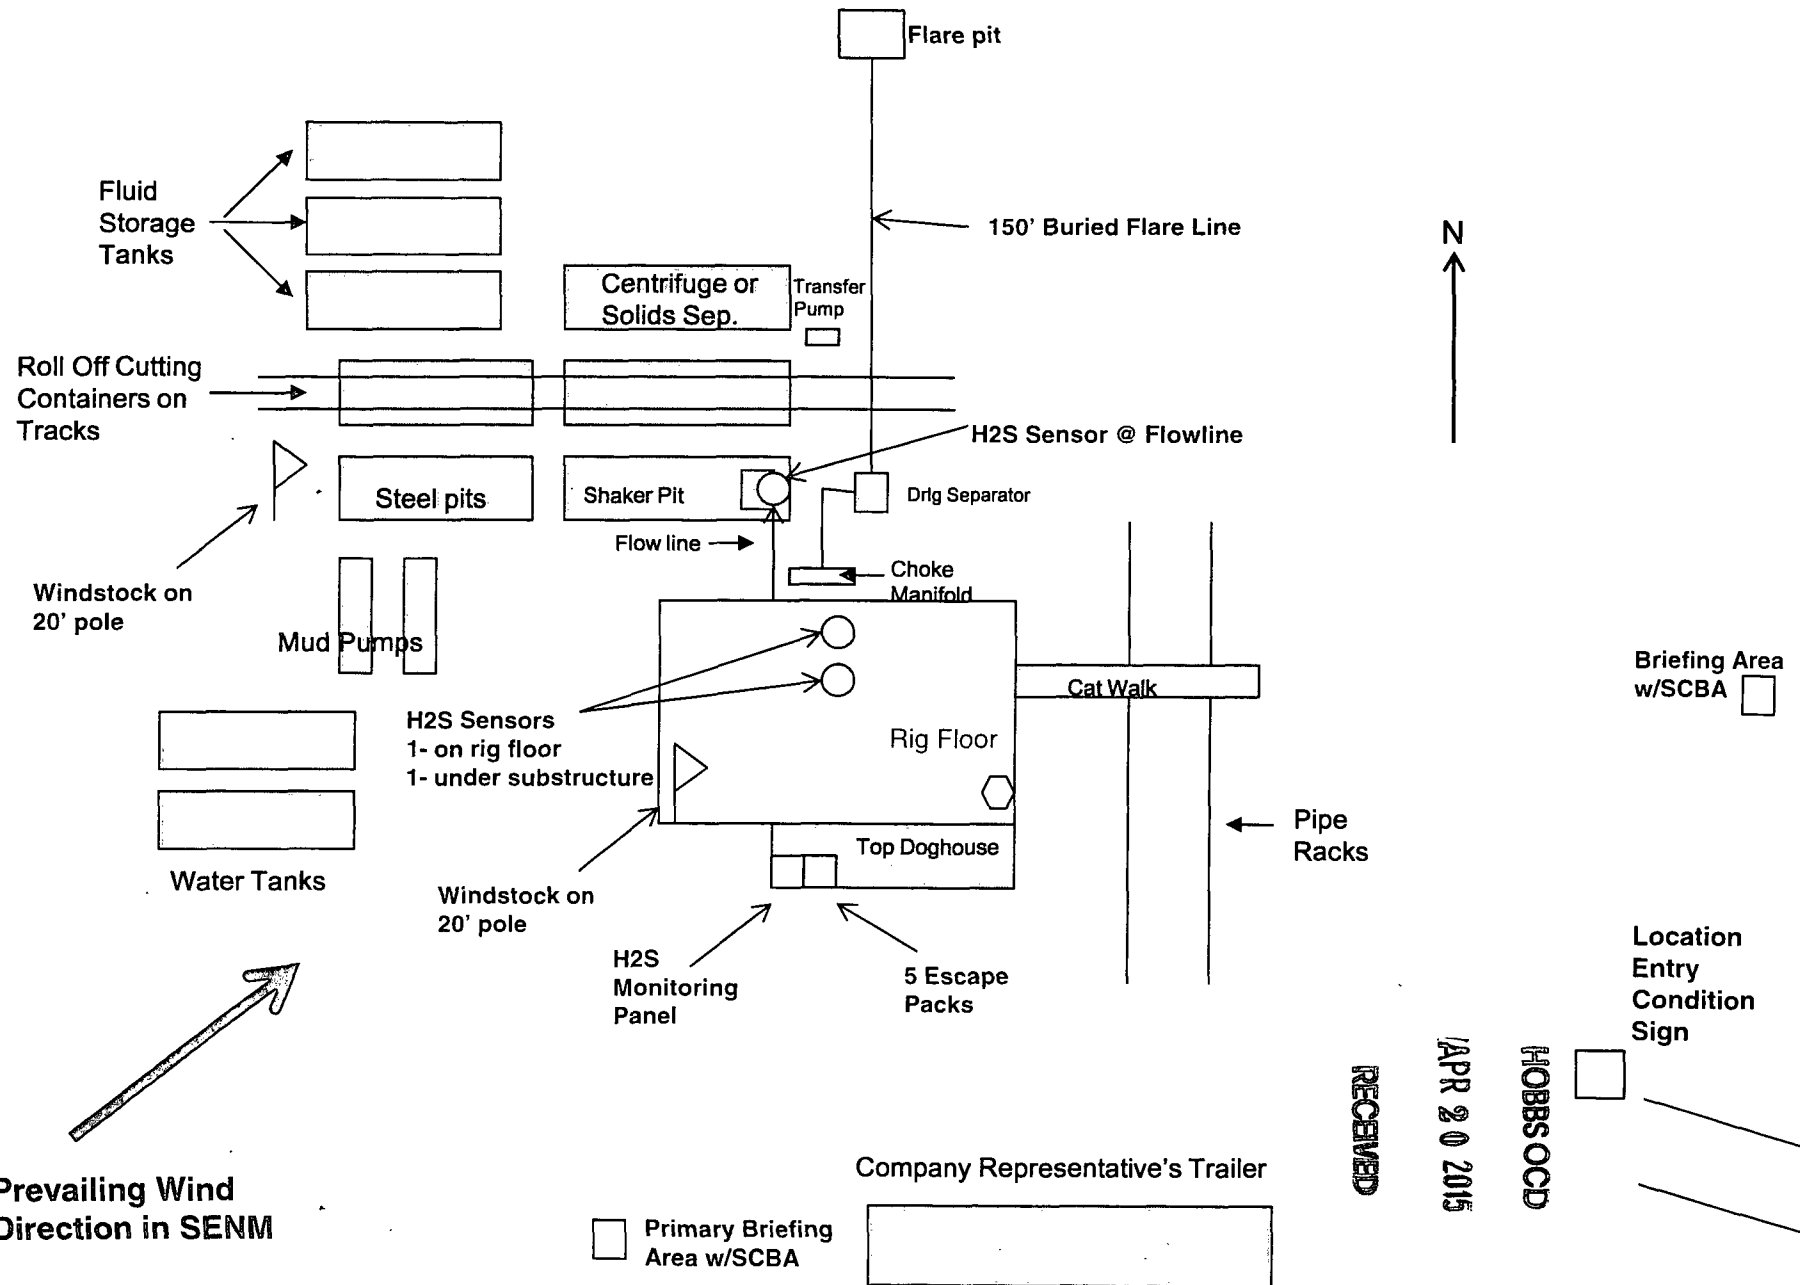 Flare pit
Fluid
Storage
Tanks
150' Buried Flare Line
N
Centrifuge or
Solids Sep.
Transfer
Pump
Roll Off Cutting
Containers on
Tracks
H2S Sensor @ Flowline
Steel pits
Shaker Pit
Drlg Separator
Flow line
Choke
Manifold
Windstock on
20' pole
Mud Pumps
Briefing Area
w/SCBA
Cat Walk
H2S Sensors
1- on rig floor
1- under substructure
Rig Floor
Pipe
Racks
Top Doghouse
Water Tanks
Windstock on
20' pole
H2S
Monitoring
Panel
5 Escape
Packs
Location
Entry
Condition
Sign
HOBBS OCD
APR 20 2015
RECEIVED
Company Representative's Trailer
Prevailing Wind
Direction in SENM
Primary Briefing
Area w/SCBA